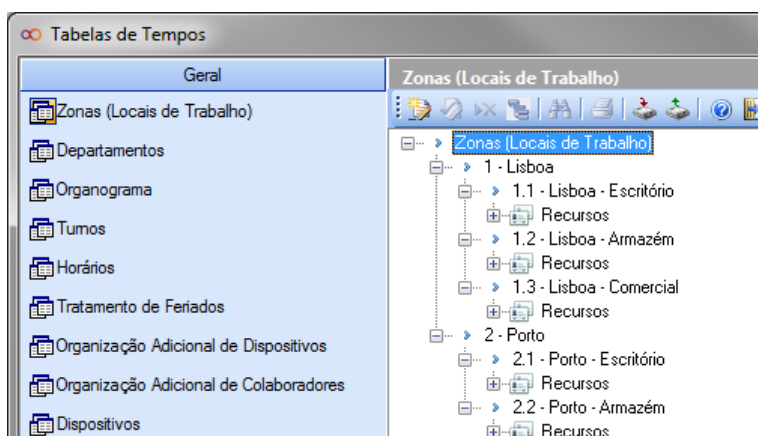 Tabelas de Tempos
Geral
Zonas (Locais de Trabalho)
Departamentos
Organograma
Turnos
Horários
Tratamento de Feriados
Organização Adicional de Dispositivos
Organização Adicional de Colaboradores
Dispositivos
Zonas (Locais de Trabalho)
Zonas (Locais de Trabalho)
1 - Lisboa
1.1 - Lisboa - Escritório
Recursos
1.2 - Lisboa - Armazém
Recursos
1.3 - Lisboa - Comercial
Recursos
2 - Porto
2.1 - Porto - Escritório
Recursos
2.2 - Porto - Armazém
Recursos